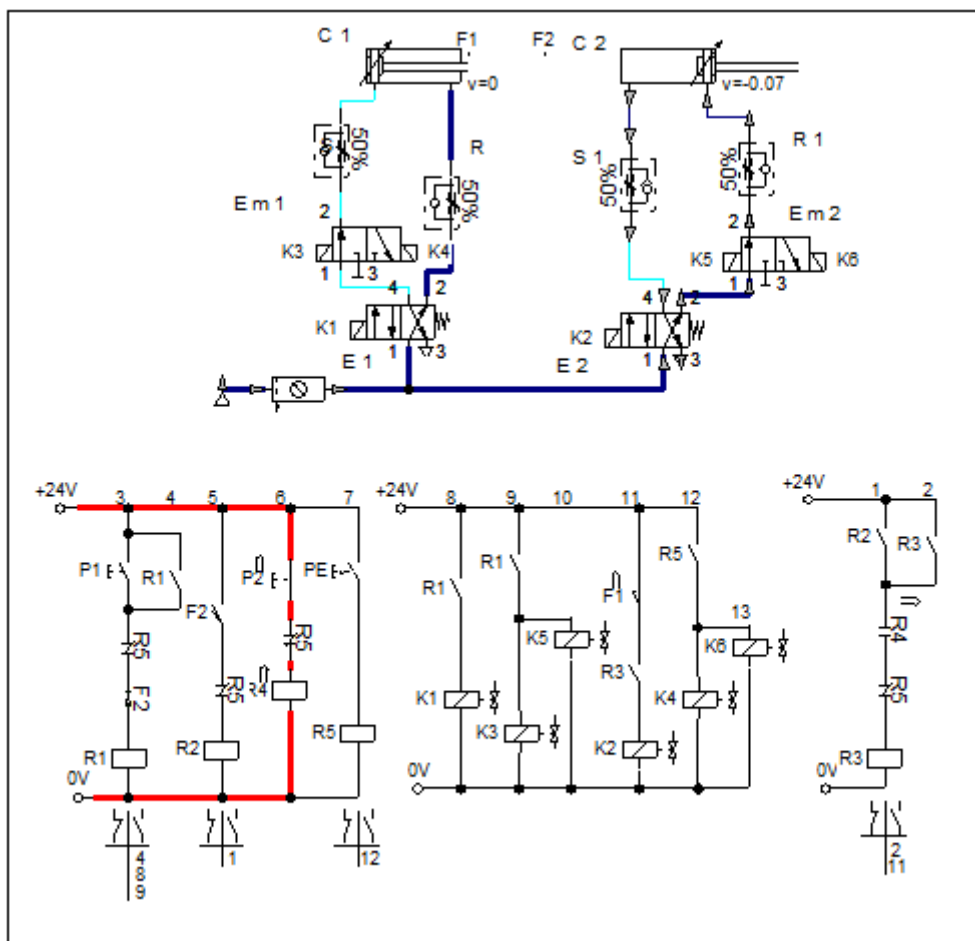 C 1 F1 F2 C 2
v=0 v=-0.07
50% R 50% R 1
S 1 50%
50%
E m 1 2 2 E m 2
K3 K4 K5 K6
1 3 1 3
4 2 4 2
K1 K2
1 3 1 3
E 1 E 2
+24V 3 4 5 6 7 +24V 8 9 10 11 12 +24V 1 2
P1 R1 P2 PE R1 R1 R5 R2 R3
F2 F1
K5 13 K6
R5 R5 R4
R5 R4 R3 R5
F2 K1 K4
R5 K3
R1 R2 K2 R3
0V 0V 0V
4 1 12 2
8 11
9